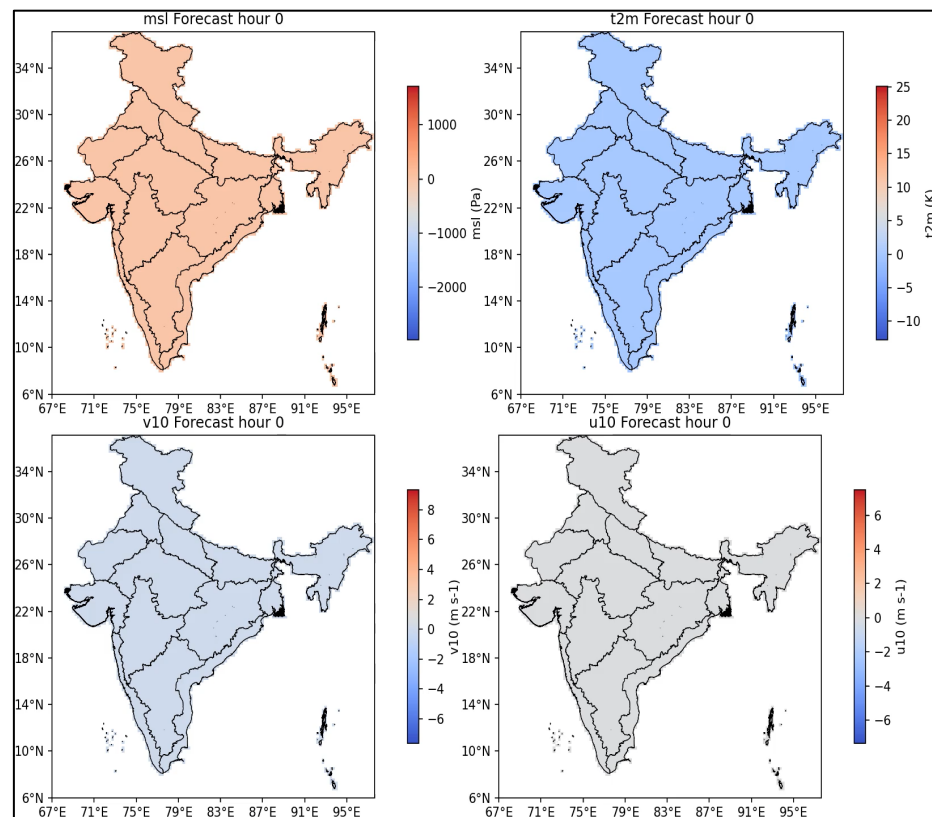 msl Forecast hour 0
34°N
30°N
26°N
22°N
18°N
14°N
10°N
6°N
67°E 71°E 75°E 79°E 83°E 87°E 91°E 95°E
1000
0
−1000
−2000
msl (Pa)
t2m Forecast hour 0
34°N
30°N
26°N
22°N
18°N
14°N
10°N
6°N
67°E 71°E 75°E 79°E 83°E 87°E 91°E 95°E
25
20
15
10
5
0
−5
−10
t2m (K)
v10 Forecast hour 0
34°N
30°N
26°N
22°N
18°N
14°N
10°N
6°N
67°E 71°E 75°E 79°E 83°E 87°E 91°E 95°E
8
6
4
2
0
−2
−4
−6
v10 (m s-1)
u10 Forecast hour 0
34°N
30°N
26°N
22°N
18°N
14°N
10°N
6°N
67°E 71°E 75°E 79°E 83°E 87°E 91°E 95°E
6
4
2
0
−2
−4
−6
u10 (m s-1)